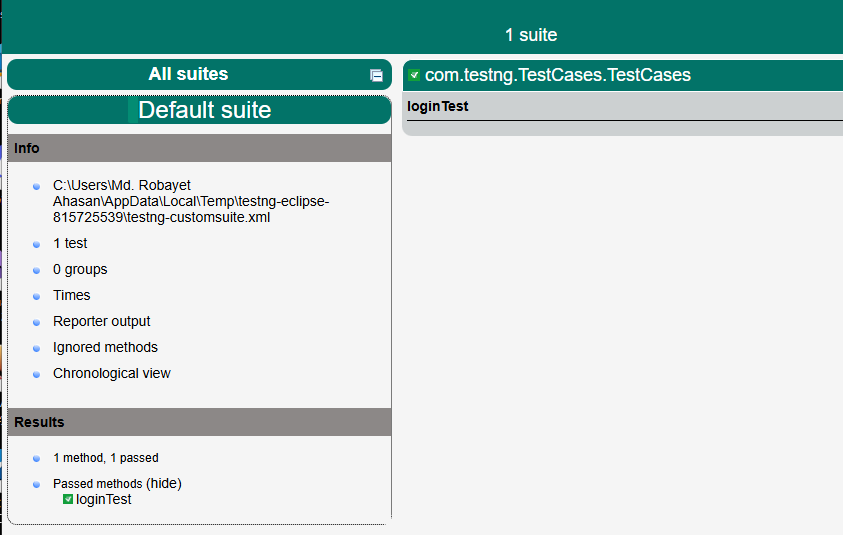 1 suite
All suites
Default suite
Info
C:\Users\Md. Robayet
Ahasan\AppData\Local\Temp\testng-eclipse-
815725539\testng-customsuite.xml
1 test
0 groups
Times
Reporter output
Ignored methods
Chronological view
Results
1 method, 1 passed
Passed methods (hide)
loginTest
com.testng.TestCases.TestCases
loginTest